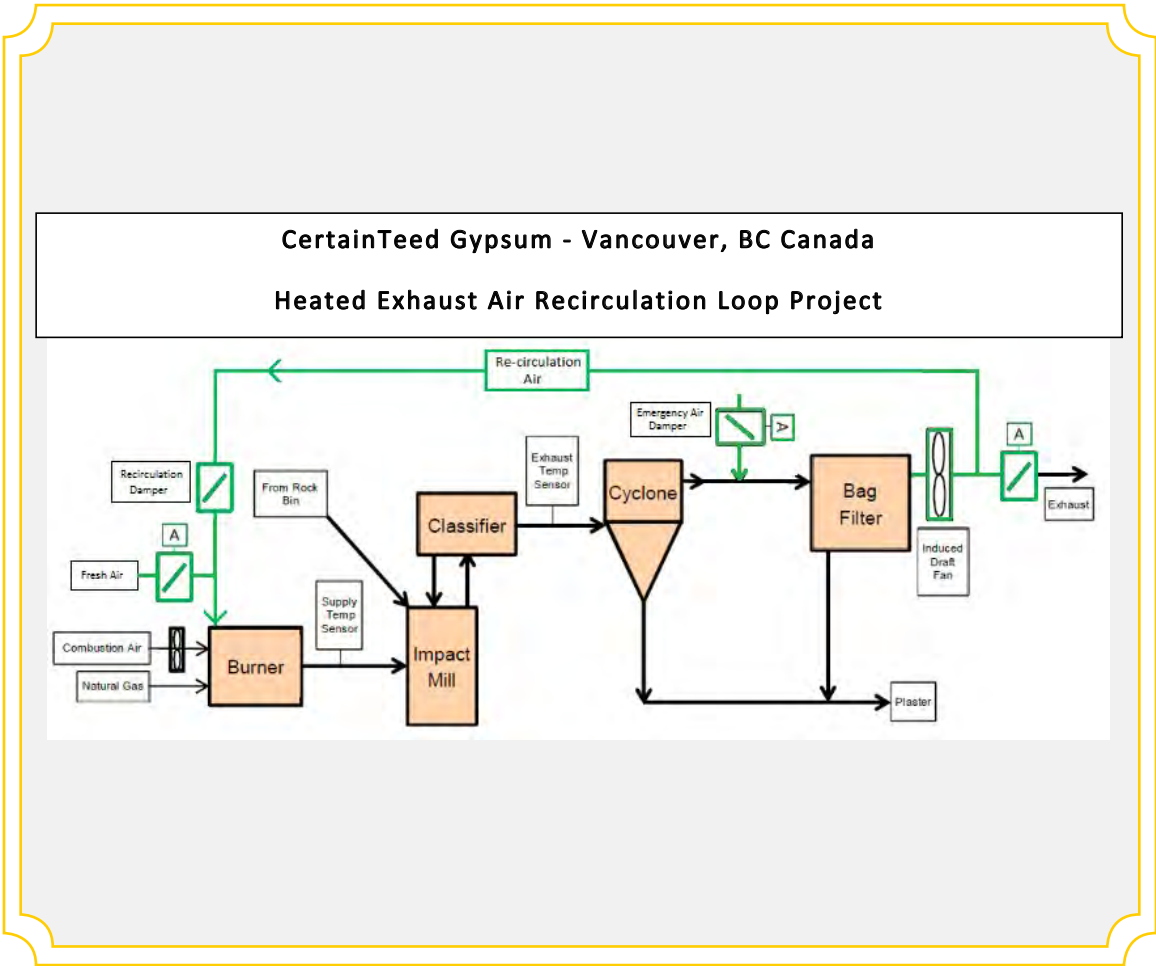 CertainTeed Gypsum - Vancouver, BC Canada
Heated Exhaust Air Recirculation Loop Project
Re-circulation
Air
Emergency Air
Damper
A
A
Recirculation
Damper
From Rock
Bin
Exhaust
Temp
Sensor
Classifier
Cyclone
Bag
Filter
Exhaust
A
Fresh Air
Induced
Draft
Fan
Supply
Temp
Sensor
Combustion Air
Natural Gas
Burner
Impact
Mill
Plaster